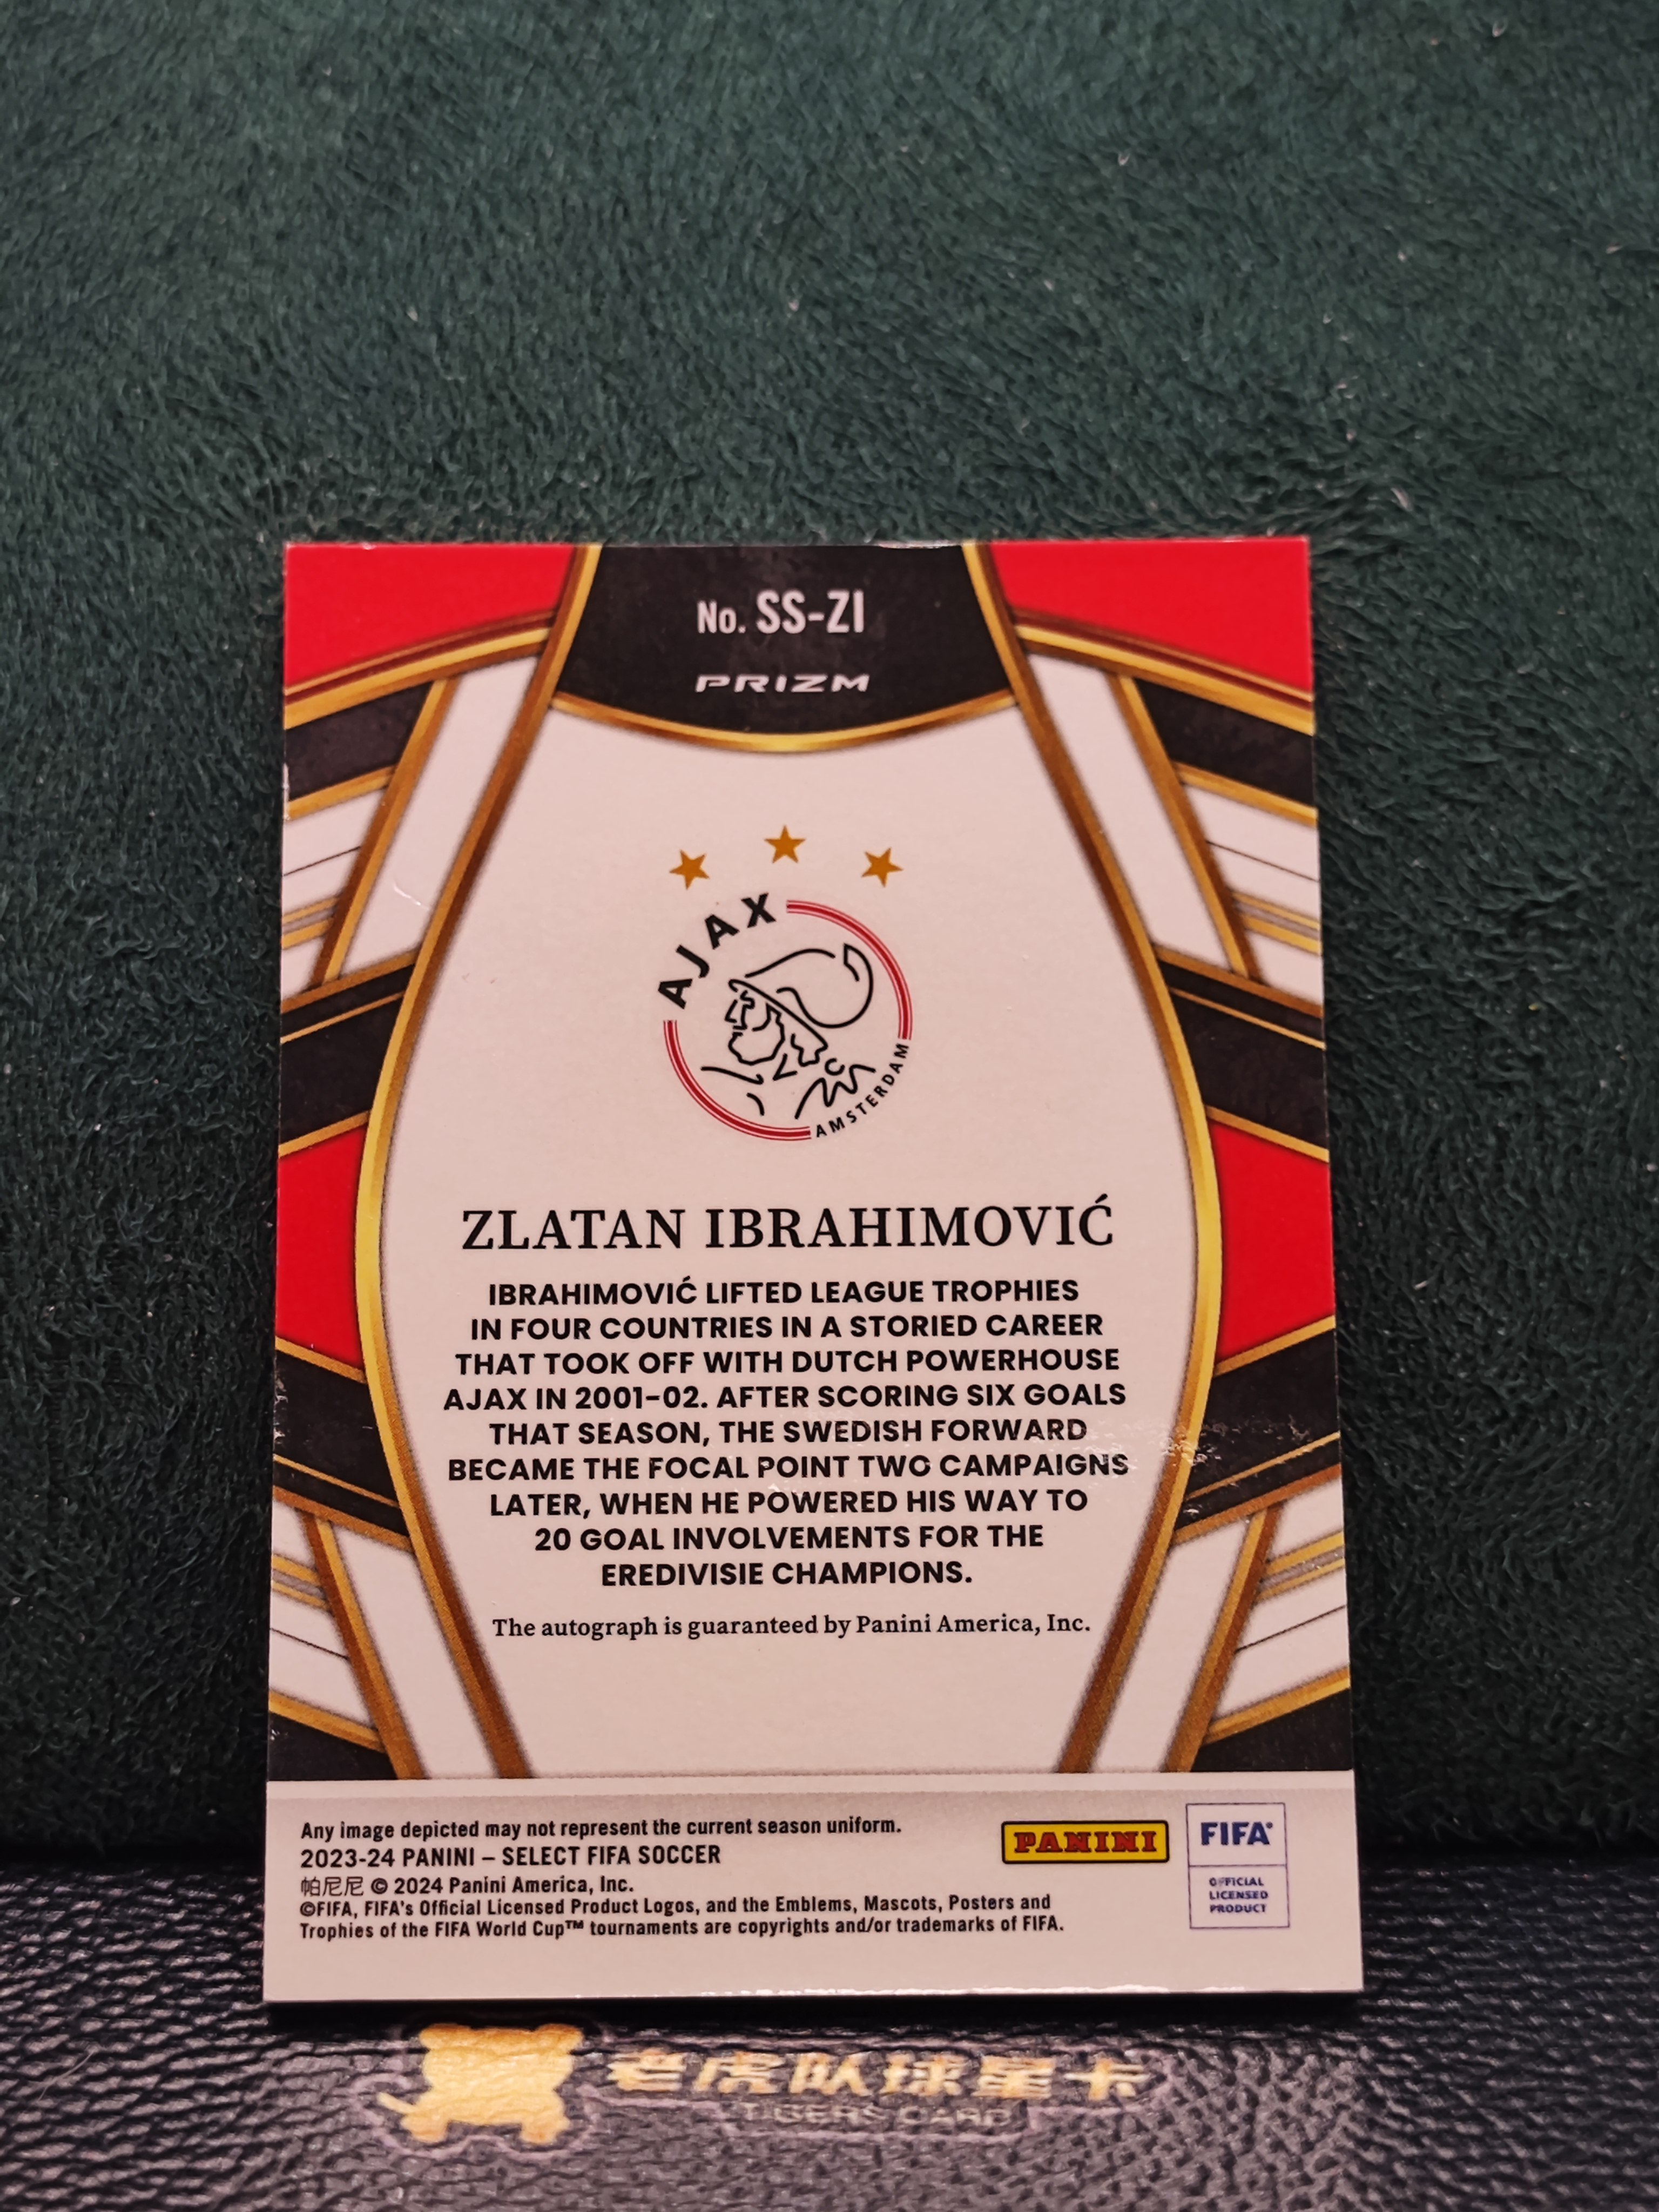 No. SS-ZI
PRIZM
AJAX
AMSTERDAM
ZLATAN IBRAHIMOVIĆ
IBRAHIMOVIĆ LIFTED LEAGUE TROPHIES
IN FOUR COUNTRIES IN A STORIED CAREER
THAT TOOK OFF WITH DUTCH POWERHOUSE
AJAX IN 2001-02. AFTER SCORING SIX GOALS
THAT SEASON, THE SWEDISH FORWARD
BECAME THE FOCAL POINT TWO CAMPAIGNS
LATER, WHEN HE POWERED HIS WAY TO
20 GOAL INVOLVEMENTS FOR THE
EREDIVISIE CHAMPIONS.
The autograph is guaranteed by Panini America, Inc.
Any image depicted may not represent the current season uniform.
2023-24 PANINI – SELECT FIFA SOCCER
帕尼尼 © 2024 Panini America, Inc.
©FIFA, FIFA's Official Licensed Product Logos, and the Emblems, Mascots, Posters and
Trophies of the FIFA World Cup™ tournaments are copyrights and/or trademarks of FIFA.
PANINI
FIFA®
OFFICIAL
LICENSED
PRODUCT
老虎队球星卡
TIGERS CARD